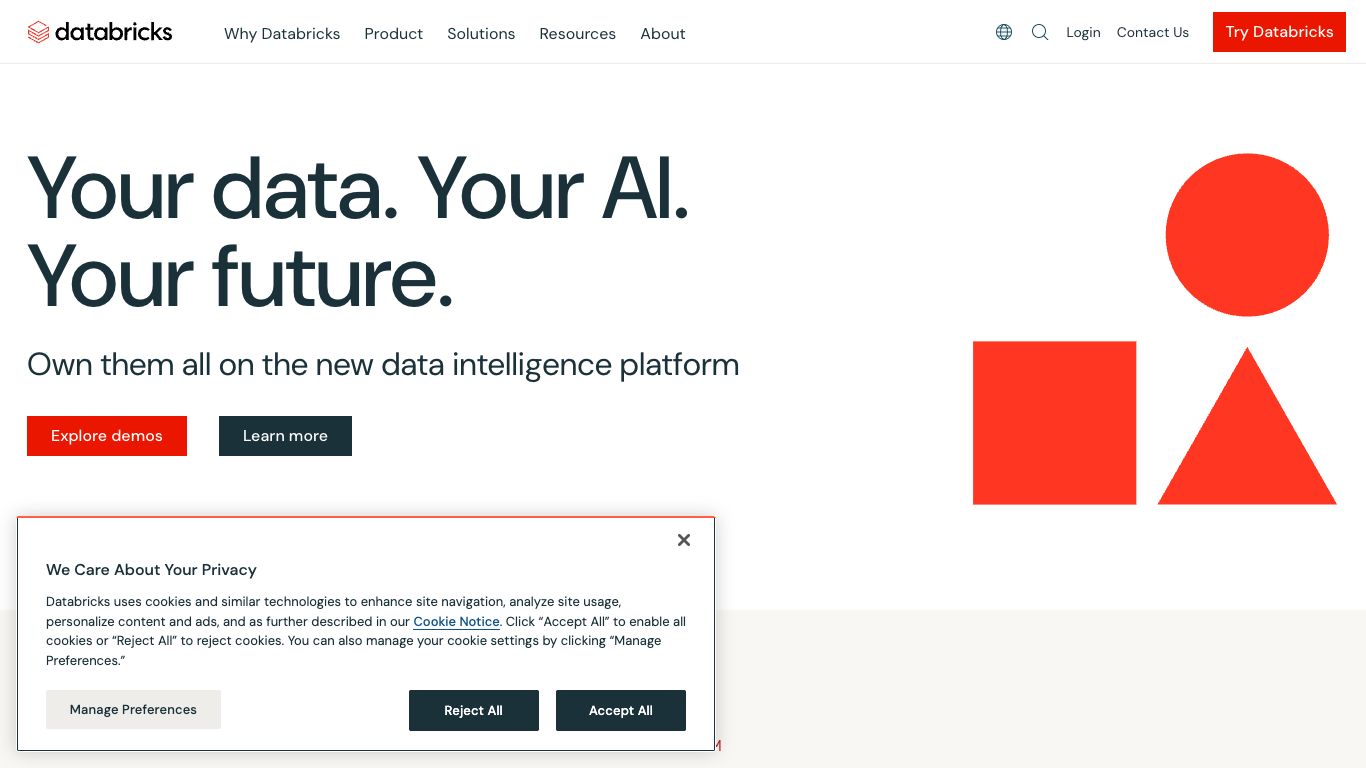 databricks
Why Databricks
Product
Solutions
Resources
About
Login
Contact Us
Try Databricks
Your data. Your AI.
Your future.
Own them all on the new data intelligence platform
Explore demos
Learn more
We Care About Your Privacy
Databricks uses cookies and similar technologies to enhance site navigation, analyze site usage,
personalize content and ads, and as further described in our Cookie Notice. Click “Accept All” to enable all
cookies or “Reject All” to reject cookies. You can also manage your cookie settings by clicking “Manage
Preferences.”
Manage Preferences
Reject All
Accept All